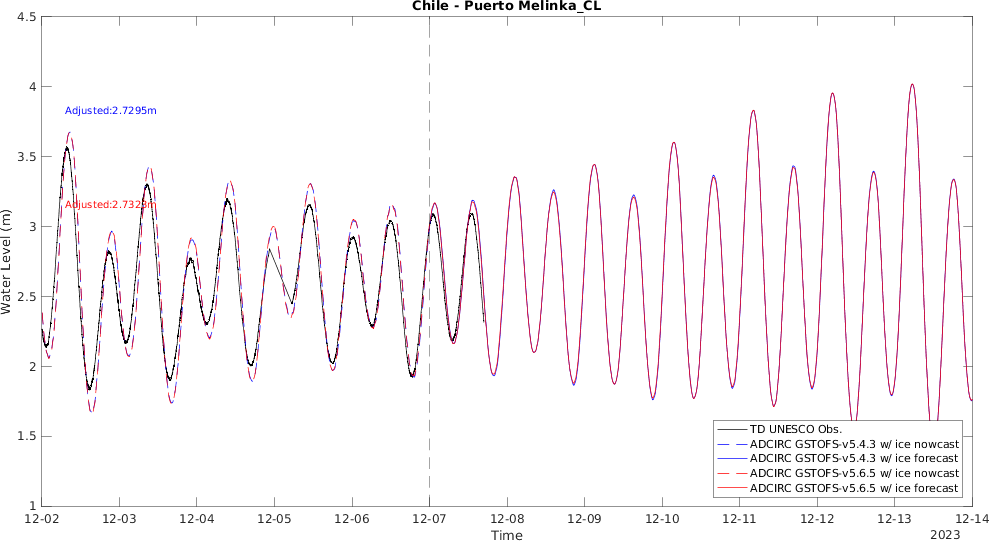 Chile - Puerto Melinka_CL
4.5
4
3.5
3
2.5
2
1.5
1
Water Level (m)
Adjusted:2.7295m
Adjusted:2.7323m
TD UNESCO Obs.
ADCIRC GSTOFS-v5.4.3 w/ ice nowcast
ADCIRC GSTOFS-v5.4.3 w/ ice forecast
ADCIRC GSTOFS-v5.6.5 w/ ice nowcast
ADCIRC GSTOFS-v5.6.5 w/ ice forecast
12-02 12-03 12-04 12-05 12-06 12-07 12-08 12-09 12-10 12-11 12-12 12-13 12-14
Time
2023